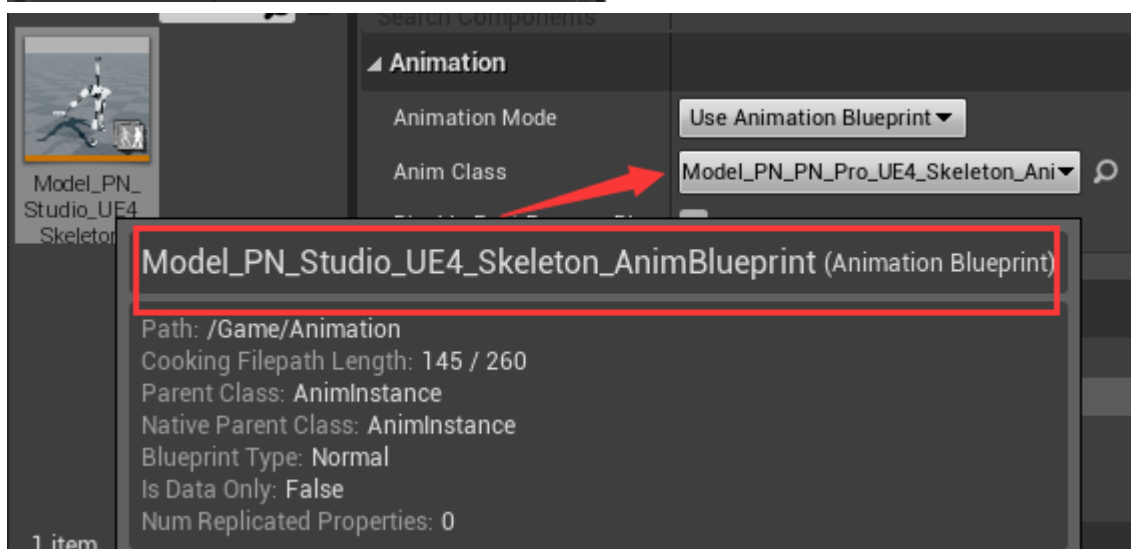 Search Components
Animation
Animation Mode
Use Animation Blueprint
Anim Class
Model_PN_PN_Pro_UE4_Skeleton_Ani
Model_PN_
Studio_UE4
Skeleton
Model_PN_Studio_UE4_Skeleton_AnimBlueprint (Animation Blueprint)
Path: /Game/Animation
Cooking Filepath Length: 145 / 260
Parent Class: AnimInstance
Native Parent Class: AnimInstance
Blueprint Type: Normal
Is Data Only: False
Num Replicated Properties: 0
1 item